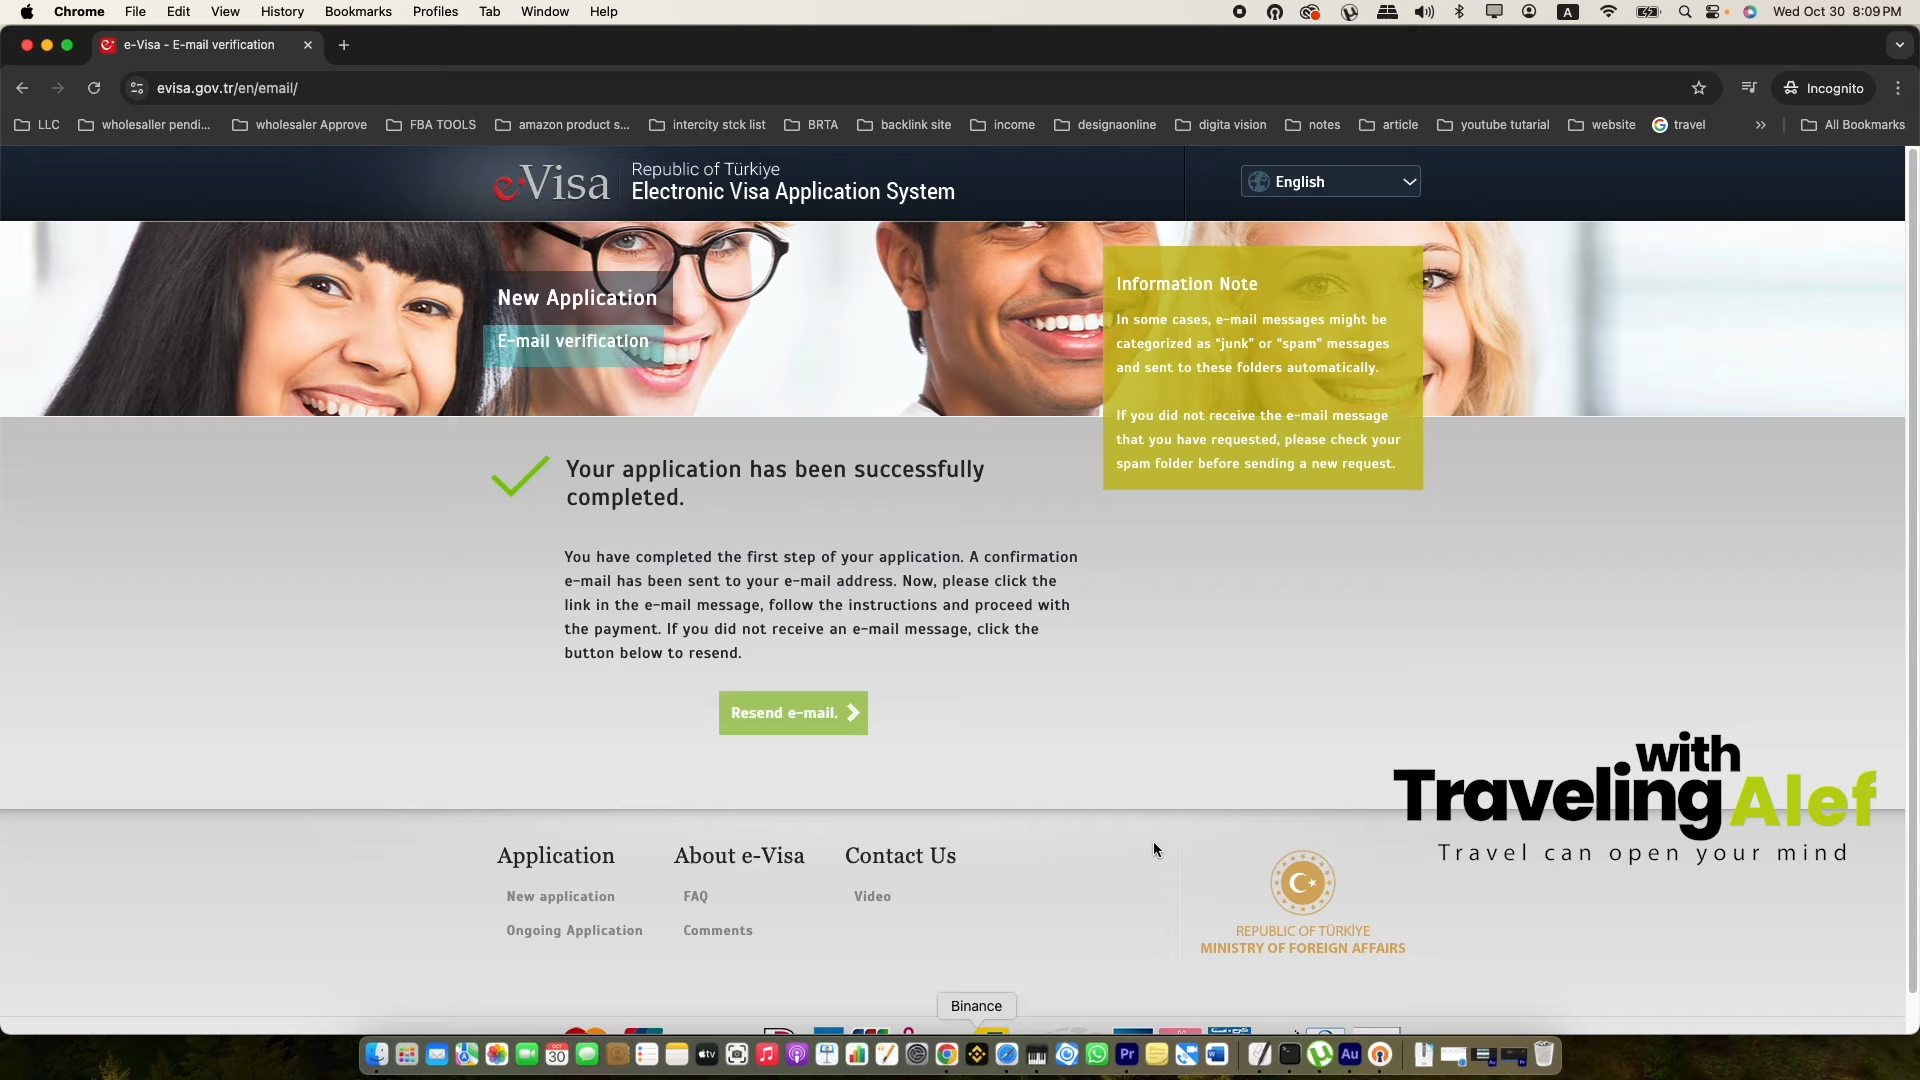 Chrome File Edit View History Bookmarks Profiles Tab Window Help
A
Wed Oct 30 8:09 PM
e-Visa - E-mail verification
evisa.gov.tr/en/email/
Incognito
LLC
wholesaller pendi...
wholesaler Approve
FBA TOOLS
amazon product s...
intercity stck list
BRTA
backlink site
income
designaonline
digita vision
notes
article
youtube tutarial
website
travel
All Bookmarks
e-Visa
Republic of Türkiye
Electronic Visa Application System
English
New Application
E-mail verification
Information Note
In some cases, e-mail messages might be
categorized as "junk" or "spam" messages
and sent to these folders automatically.
If you did not receive the e-mail message
that you have requested, please check your
spam folder before sending a new request.
Your application has been successfully
completed.
You have completed the first step of your application. A confirmation
e-mail has been sent to your e-mail address. Now, please click the
link in the e-mail message, follow the instructions and proceed with
the payment. If you did not receive an e-mail message, click the
button below to resend.
Resend e-mail.
with
Traveling Alef
Travel can open your mind
Application
About e-Visa
Contact Us
New application
FAQ
Video
Ongoing Application
Comments
REPUBLIC OF TÜRKİYE
MINISTRY OF FOREIGN AFFAIRS
Binance
OCT
30
tv
Pr
W
Au